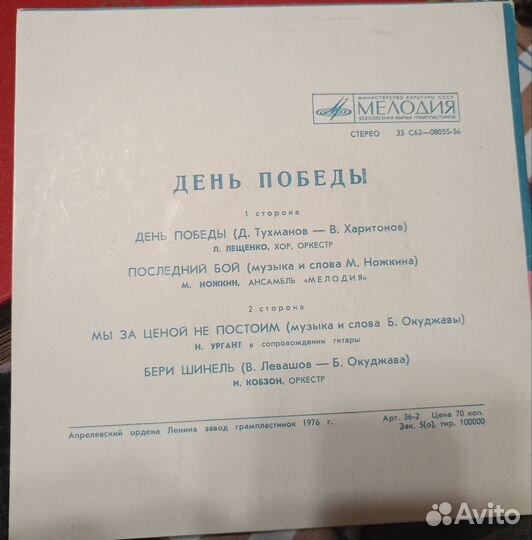 МИНИСТЕРСТВО КУЛЬТУРЫ СССР
МЕЛОДИЯ
ВСЕСОЮЗНАЯ ФИРМА ГРАМПЛАСТИНОК
СТЕРЕО 33 С62—08055-56
ДЕНЬ ПОБЕДЫ
1 сторона
ДЕНЬ ПОБЕДЫ (Д. Тухманов — В. Харитонов)
Л. ЛЕЩЕНКО, ХОР, ОРКЕСТР
ПОСЛЕДНИЙ БОЙ (музыка и слова М. Ножкина)
М. НОЖКИН, АНСАМБЛЬ «МЕЛОДИЯ»
2 сторона
МЫ ЗА ЦЕНОЙ НЕ ПОСТОИМ (музыка и слова Б. Окуджавы)
Н. УРГАНТ в сопровождении гитары
БЕРИ ШИНЕЛЬ (В. Левашов — Б. Окуджава)
И. КОБЗОН, ОРКЕСТР
Апрелевский ордена Ленина завод грампластинок 1976 г.
Арт. 36-2 Цена 70 коп.
Зак. 5(о), тир. 100000
Avito